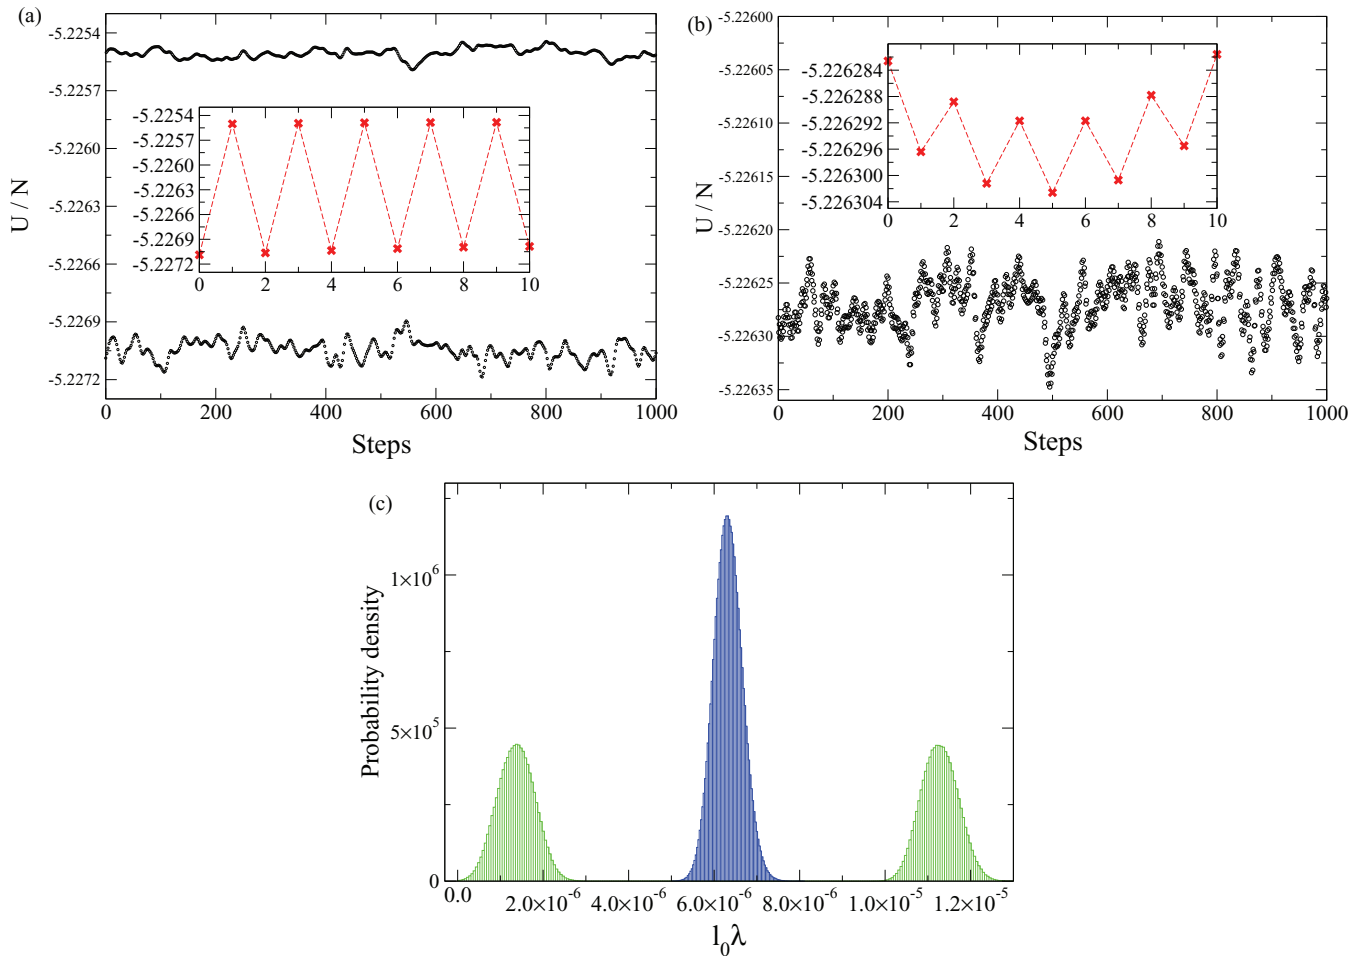 (a)
U / N
-5.2254
-5.2257
-5.2260
-5.2263
-5.2266
-5.2269
-5.2272
0 200 400 600 800 1000
Steps
-5.2254
-5.2257
-5.2260
-5.2263
-5.2266
-5.2269
-5.2272
0 2 4 6 8 10
(b)
U / N
-5.22600
-5.22605
-5.22610
-5.22615
-5.22620
-5.22625
-5.22630
-5.22635
0 200 400 600 800 1000
Steps
-5.226284
-5.226288
-5.226292
-5.226296
-5.226300
-5.226304
0 2 4 6 8 10
(c)
Probability density
1×10⁶
5×10⁵
0
0.0 2.0×10⁻⁶ 4.0×10⁻⁶ 6.0×10⁻⁶ 8.0×10⁻⁶ 1.0×10⁻⁵ 1.2×10⁻⁵
l₀λ